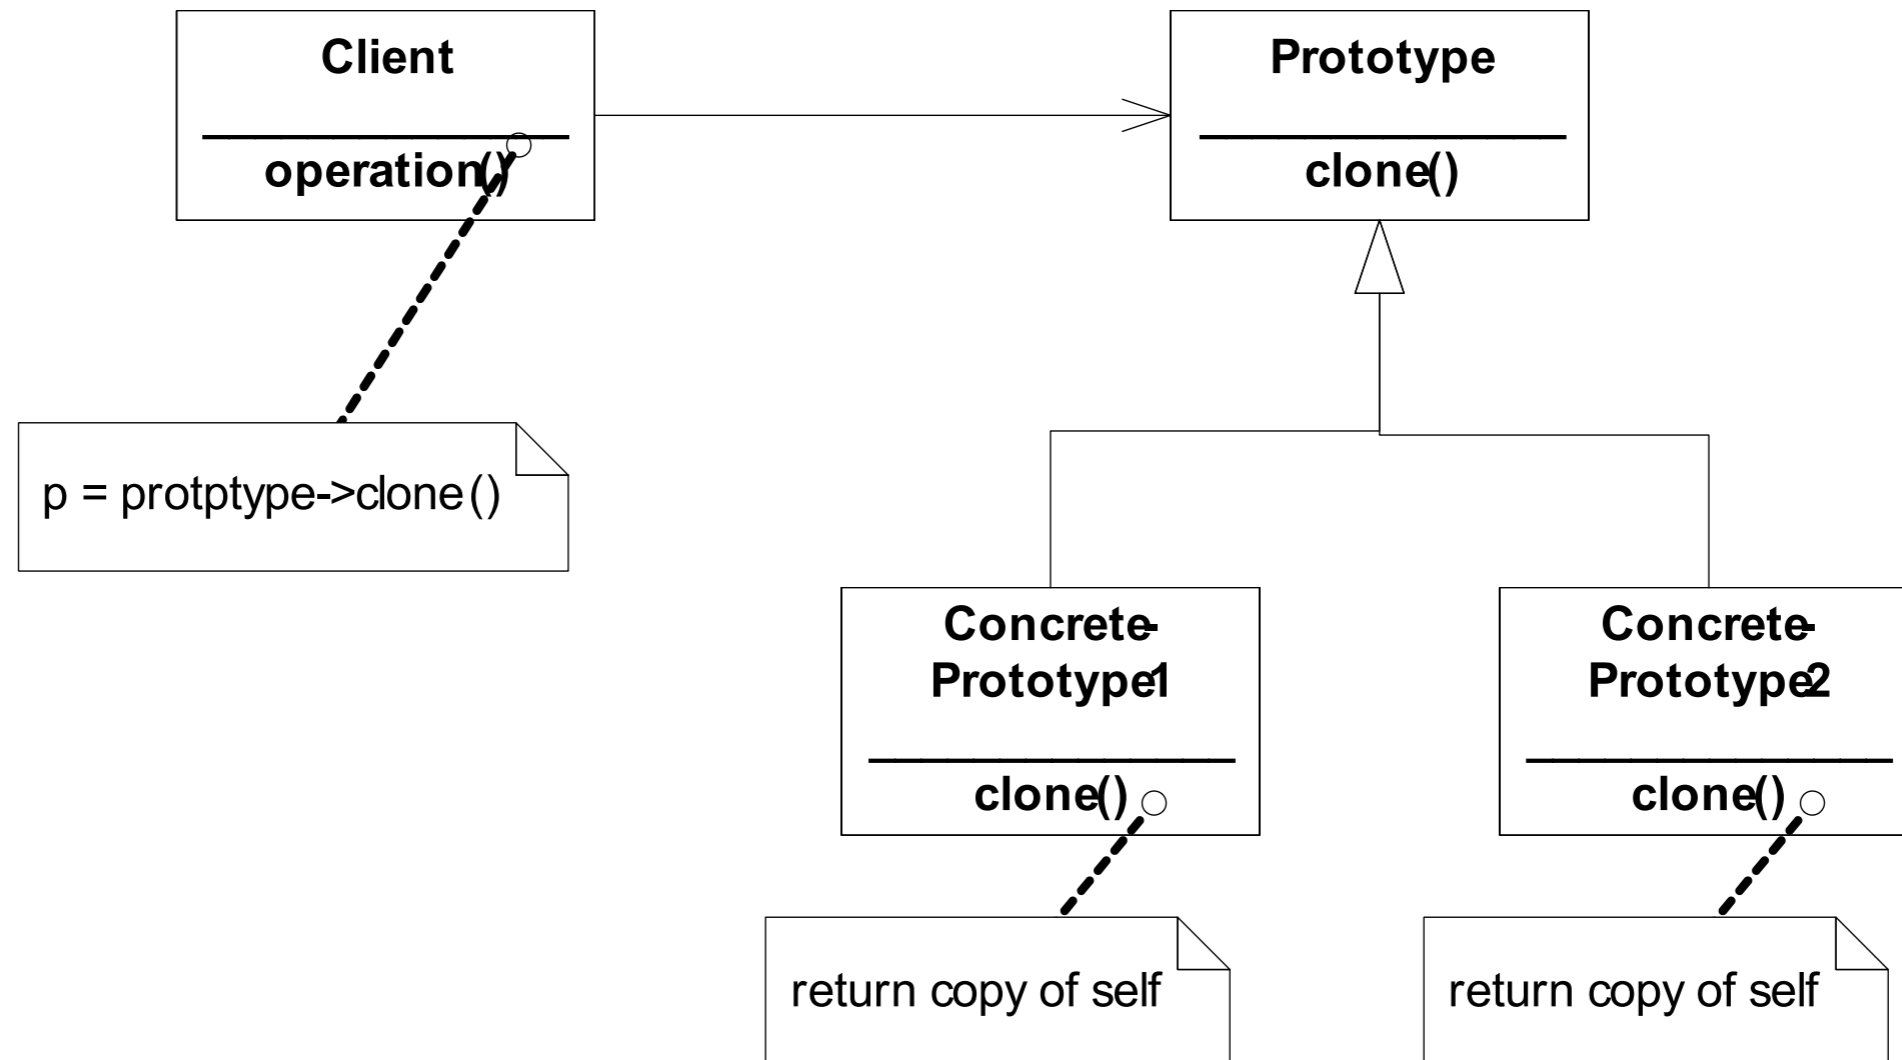 Client
operation()
Prototype
clone()
p = protptype->clone()
Concrete-
Prototype1
clone()
Concrete-
Prototype2
clone()
return copy of self
return copy of self